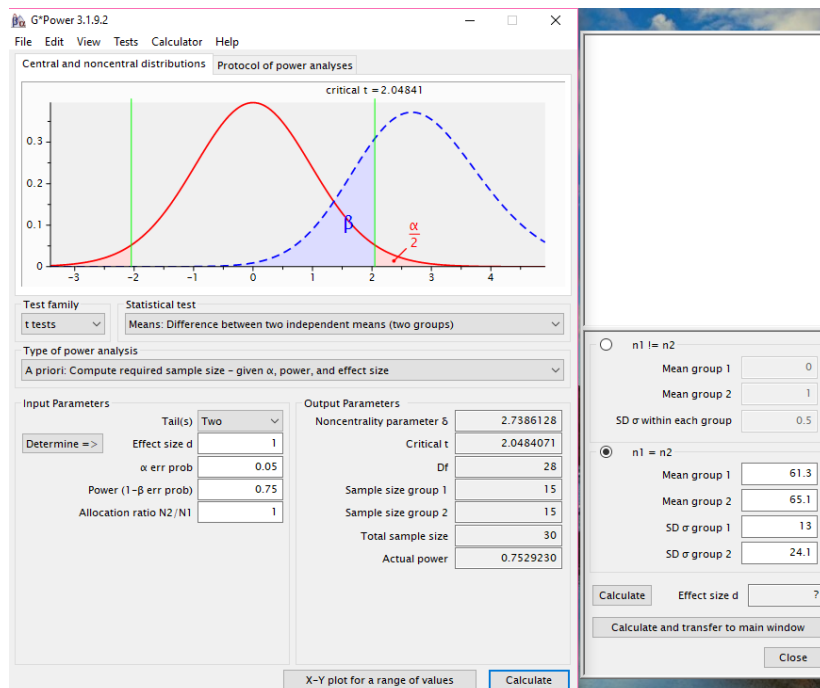 G*Power 3.1.9.2
File Edit View Tests Calculator Help
Central and noncentral distributions Protocol of power analyses
critical t = 2.04841
0.3
0.2
0.1
0
-3 -2 -1 0 1 2 3 4
β
α
2
Test family
t tests
Statistical test
Means: Difference between two independent means (two groups)
Type of power analysis
A priori: Compute required sample size – given α, power, and effect size
Input Parameters
Tail(s) Two
Determine => Effect size d 1
α err prob 0.05
Power (1-β err prob) 0.75
Allocation ratio N2/N1 1
Output Parameters
Noncentrality parameter δ 2.7386128
Critical t 2.0484071
Df 28
Sample size group 1 15
Sample size group 2 15
Total sample size 30
Actual power 0.7529230
X-Y plot for a range of values Calculate
n1 != n2
Mean group 1 0
Mean group 2 1
SD σ within each group 0.5
n1 = n2
Mean group 1 61.3
Mean group 2 65.1
SD σ group 1 13
SD σ group 2 24.1
Calculate Effect size d ?
Calculate and transfer to main window
Close